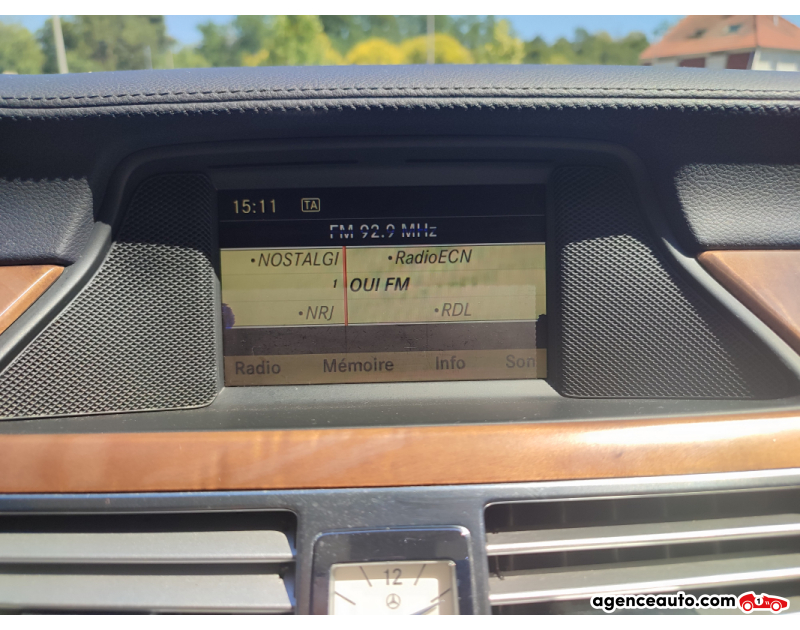 15:11 TA
FM 92.9 MHz
•NOSTALGI •RadioECN
1 OUI FM
•NRJ •RDL
Radio Mémoire Info Son
12
agenceauto.com